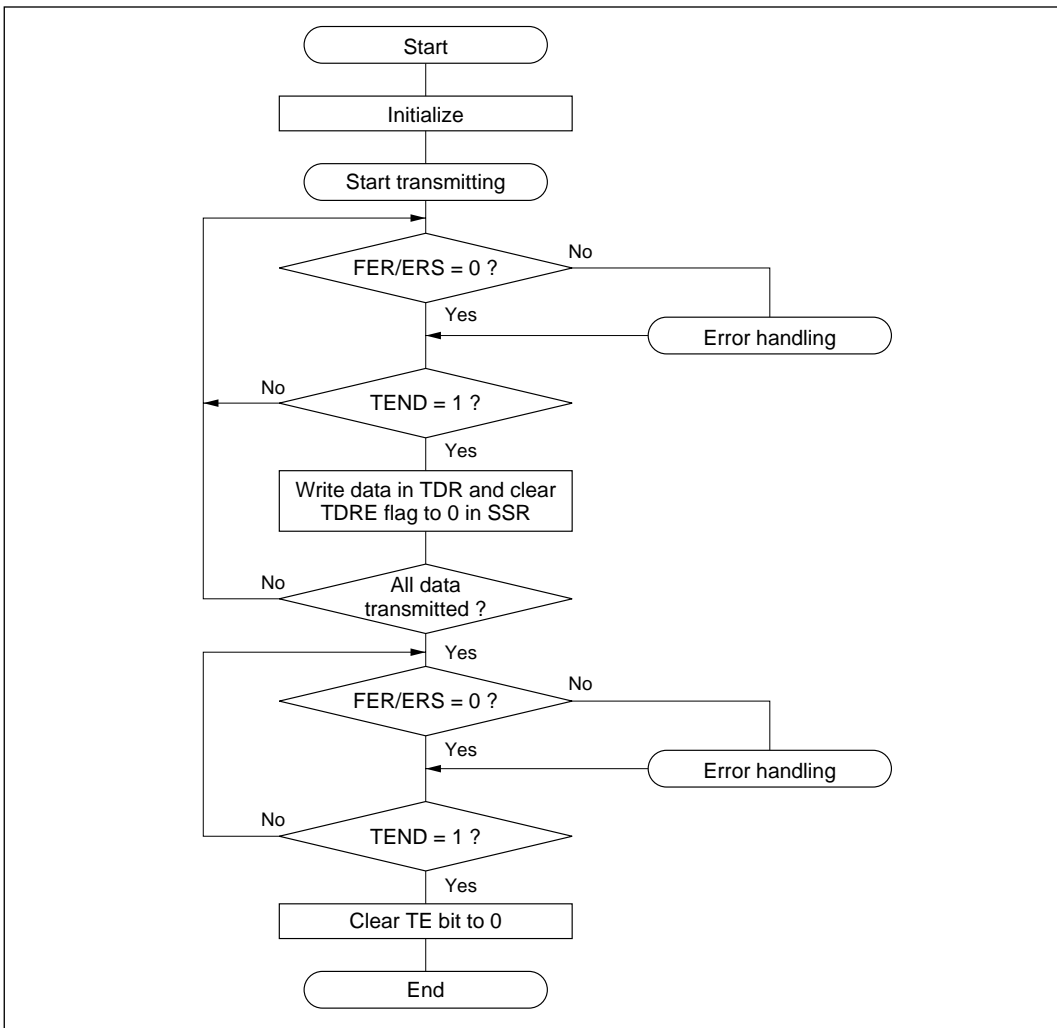 Start
Initialize
Start transmitting
FER/ERS = 0 ?
No
Yes
Error handling
No
TEND = 1 ?
Yes
Write data in TDR and clear
TDRE flag to 0 in SSR
No
All data
transmitted ?
Yes
FER/ERS = 0 ?
No
Yes
Error handling
No
TEND = 1 ?
Yes
Clear TE bit to 0
End